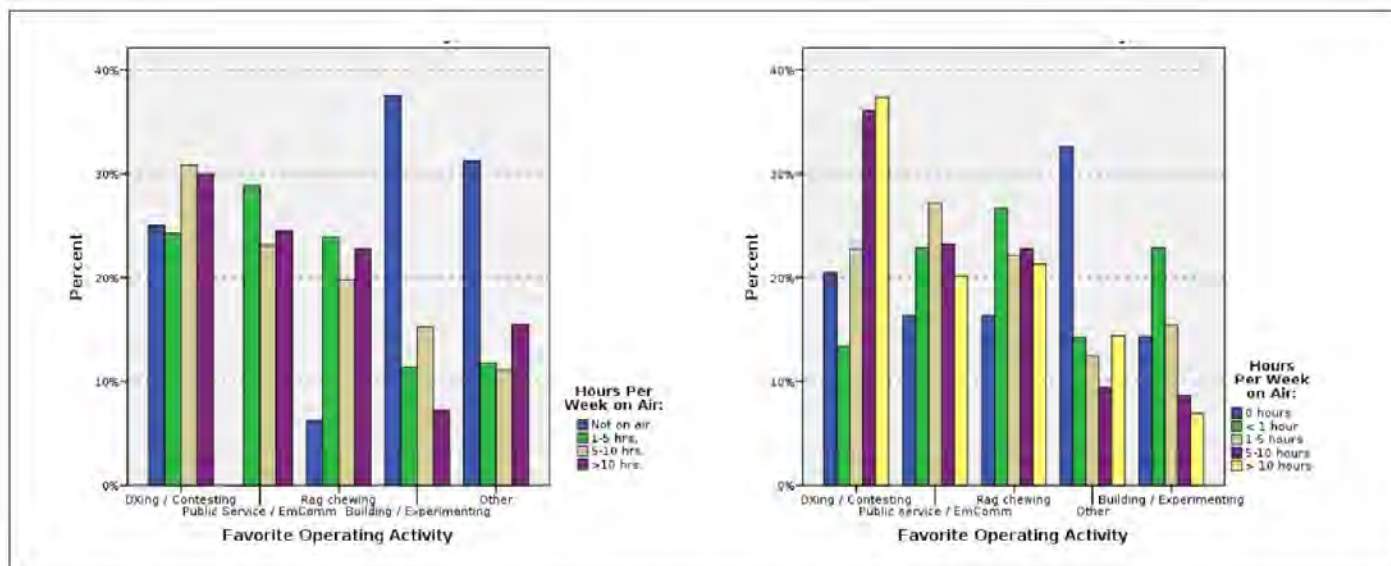 40%
30%
20%
10%
0%
Percent
DXing / Contesting
Public Service / EmComm
Rag chewing
Building / Experimenting
Other
Favorite Operating Activity
Hours Per
Week on Air:
Not on air
1-5 hrs.
5-10 hrs.
>10 hrs.
40%
30%
20%
10%
0%
Percent
DXing / Contesting
Public service / EmComm
Rag chewing
Other
Building / Experimenting
Favorite Operating Activity
Hours
Per Week
on Air:
0 hours
< 1 hour
1-5 hours
5-10 hours
> 10 hours